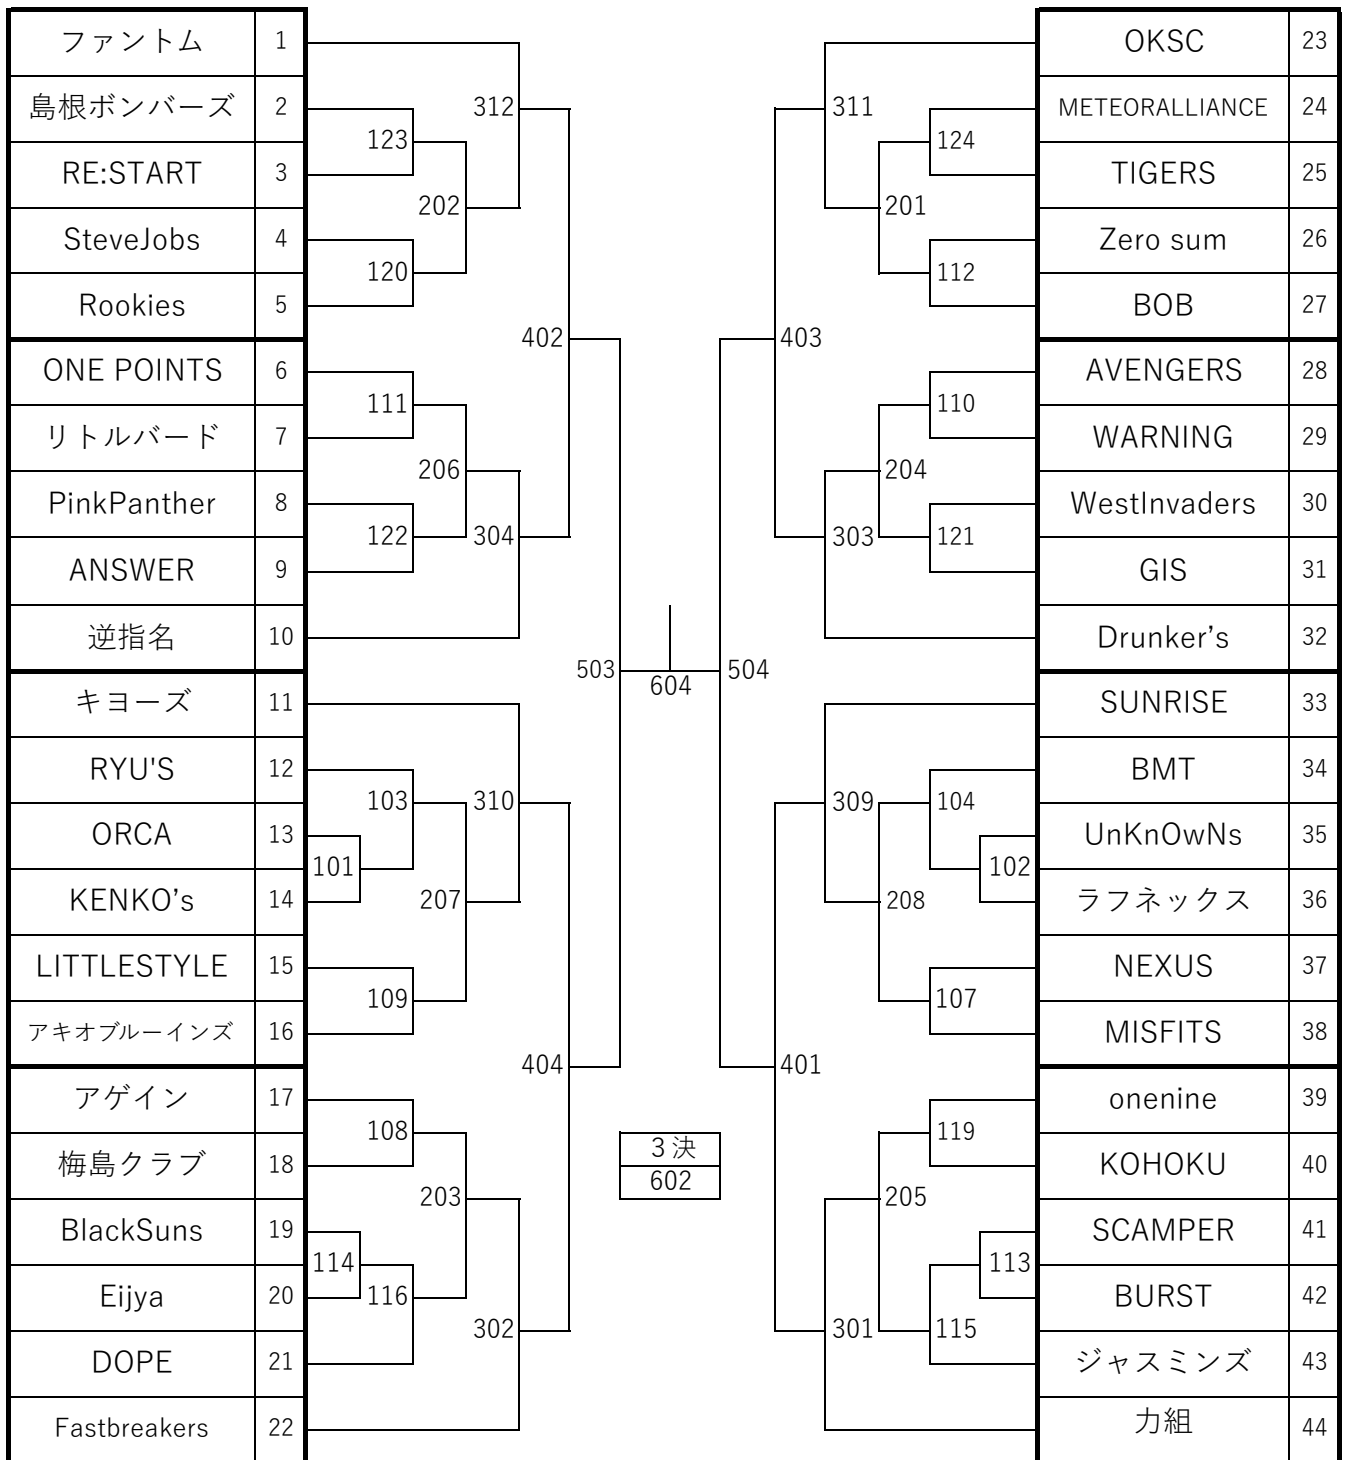 ファントム 1
島根ボンバーズ 2
RE:START 3
SteveJobs 4
Rookies 5
ONE POINTS 6
リトルバード 7
PinkPanther 8
ANSWER 9
逆指名 10
キヨーズ 11
RYU'S 12
ORCA 13
KENKO's 14
LITTLESTYLE 15
アキオブルーインズ 16
アゲイン 17
梅島クラブ 18
BlackSuns 19
Eijya 20
DOPE 21
Fastbreakers 22
312
123
202
120
402
111
206
122
304
503
103
310
101
207
109
404
108
203
114
116
302
604
3決
602
311
124
201
112
403
110
204
303
121
504
309
104
102
208
107
401
119
205
113
301
115
OKSC 23
METEORALLIANCE 24
TIGERS 25
Zero sum 26
BOB 27
AVENGERS 28
WARNING 29
WestInvaders 30
GIS 31
Drunker's 32
SUNRISE 33
BMT 34
UnKnOwNs 35
ラフネックス 36
NEXUS 37
MISFITS 38
onenine 39
KOHOKU 40
SCAMPER 41
BURST 42
ジャスミンズ 43
力組 44